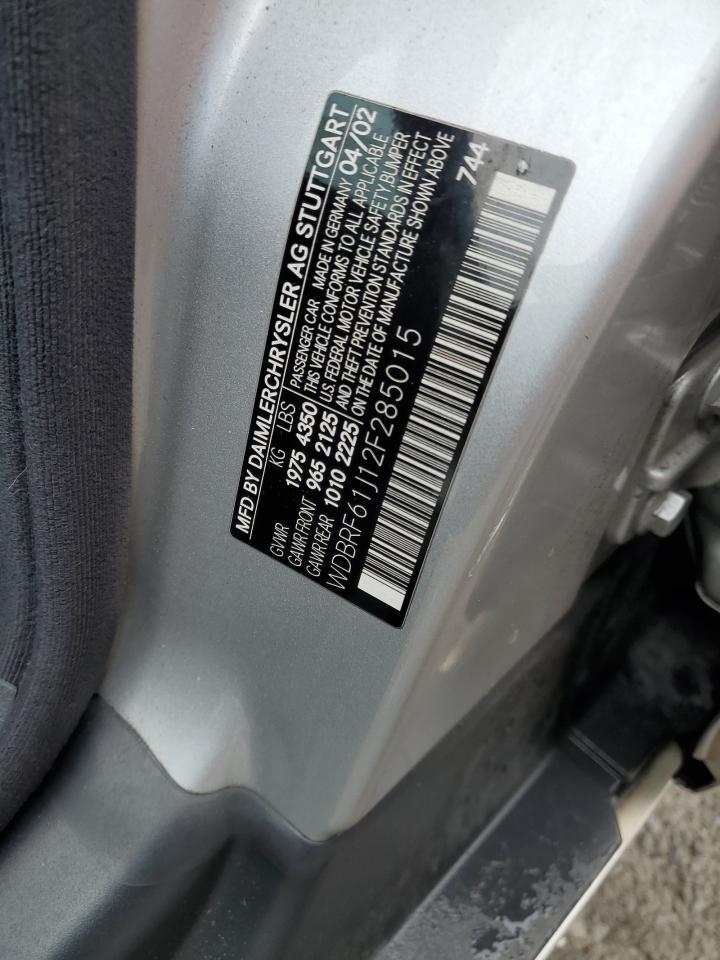 MFD BY DAIMLERCHRYSLER AG STUTTGART
KG LBS PASSENGER CAR MADE IN GERMANY 04/02
GVWR 1975 4350 THIS VEHICLE CONFORMS TO ALL APPLICABLE
U.S. FEDERAL MOTOR VEHICLE SAFETY, BUMPER
GAWR FRONT 965 2125 AND THEFT PREVENTION STANDARDS IN EFFECT
GAWR REAR 1010 2225 ON THE DATE OF MANUFACTURE SHOWN ABOVE
WDBRF61J12F285015 744